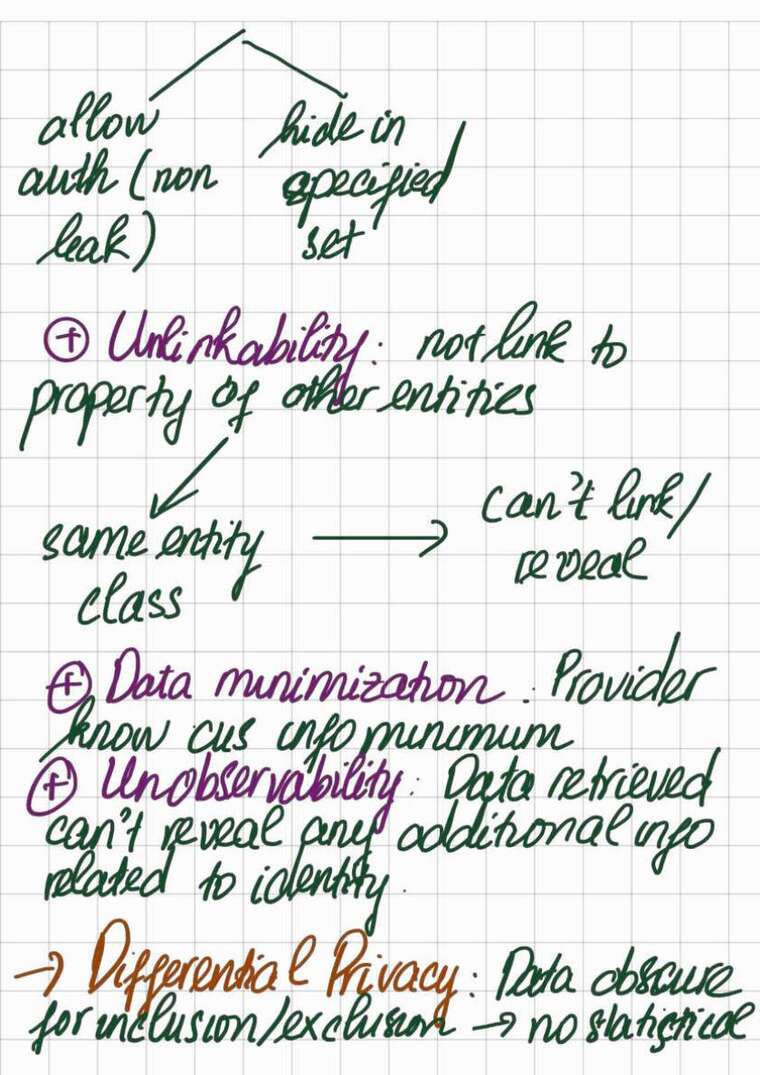 allow
auth (non
leak)
hide in
specified
set
⊕ Unlinkability: not link to
property of other entities
same entity
class
→ can't link/
reveal
⊕ Data minimization: Provider
know cus info minimum
⊕ Unobservability: Data retrieved
can't reveal any additional info
related to identity.
→ Differential Privacy: Data obscure
for inclusion/exclusion → no statistical